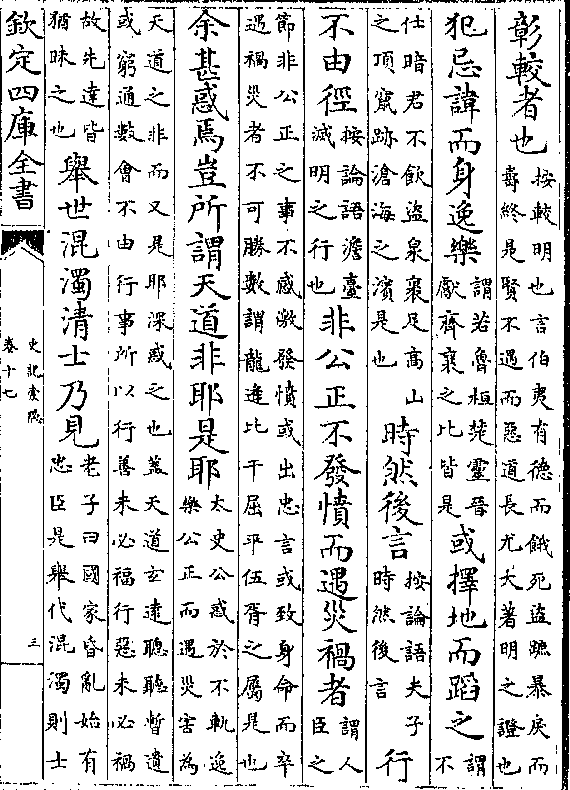 彰較者也按較明也言伯夷有德而餓死盜蹠暴戾而壽終是賢不遇而惡道長尤大著明之證也
犯忌諱而身逸樂謂若魯桓楚靈晉獻齊襄之比皆是或擇地而蹈之謂不
仕暗君不飲盜泉裹足高山之頂竄跡滄海之濱是也時然後言按論語夫子時然後言行
不由徑按論語澹臺滅明之行也非公正不發憤而遇災禍者謂人臣之
節非公正之事不感激發憤或出忠言或致身命而卒遇禍災者不可勝數謂龍逄比干屈平伍胥之屬是也
余甚惑焉豈所謂天道非耶是耶太史公惑於不軌逸樂公正而遇災害為
天道之非而又是耶深惑之也蓋天道玄遠聰聽暫遺或窮通數會不由行事所以行善未必福行惡未必禍
故先達皆猶昧之也舉世混濁清士乃見老子曰國家昏亂始有忠臣是舉代混濁則士
欽定四庫全書
史記索隱
卷十七
三